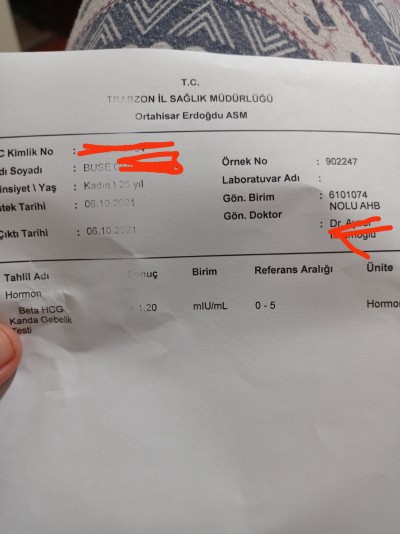 T.C.
TRABZON İL SAĞLIK MÜDÜRLÜĞÜ
Ortahisar Erdoğdu ASM
C Kimlik No :
dı Soyadı : BUSE
insiyet \ Yaş : Kadın \ 25 yıl
stek Tarihi : 06.10.2021
Çıktı Tarihi : 06.10.2021
Örnek No : 902247
Laboratuvar Adı :
Gön. Birim : 6101074
NOLU AHB
Gön. Doktor : Dr.
Tahlil Adı Sonuç Birim Referans Aralığı Ünite
Hormon
Beta HCG 1,20 mIU/mL 0 - 5 Hormo
Kanda Gebelik
Testi